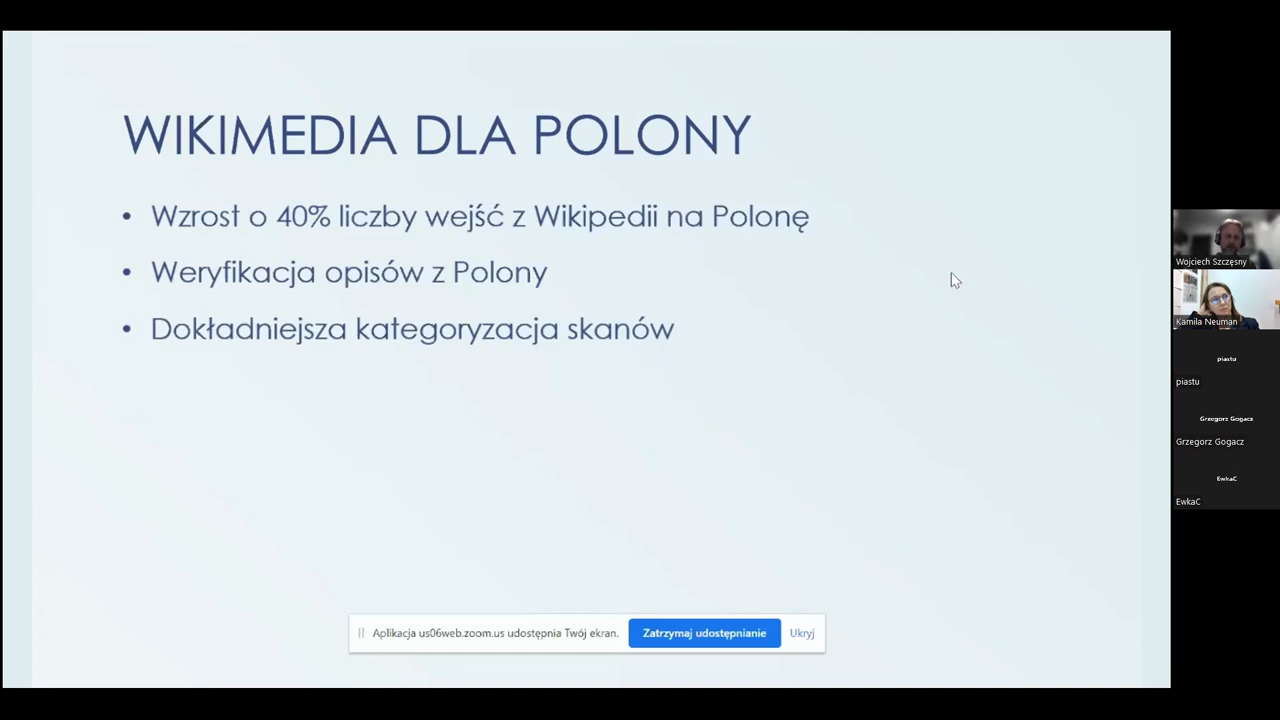 WIKIMEDIA DLA POLONY
• Wzrost o 40% liczby wejść z Wikipedii na Polonę
• Weryfikacja opisów z Polony
• Dokładniejsza kategoryzacja skanów
Aplikacja us06web.zoom.us udostępnia Twój ekran.
Zatrzymaj udostępnianie
Ukryj
Wojciech Szczęsny
Kamila Neuman
piastu
piastu
Grzegorz Gogacz
Grzegorz Gogacz
EwkaC
EwkaC